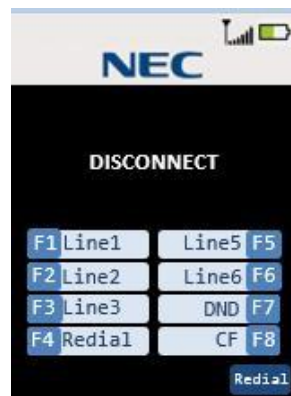 NEC
DISCONNECT
F1 Line1 Line5 F5
F2 Line2 Line6 F6
F3 Line3 DND F7
F4 Redial CF F8
Redial